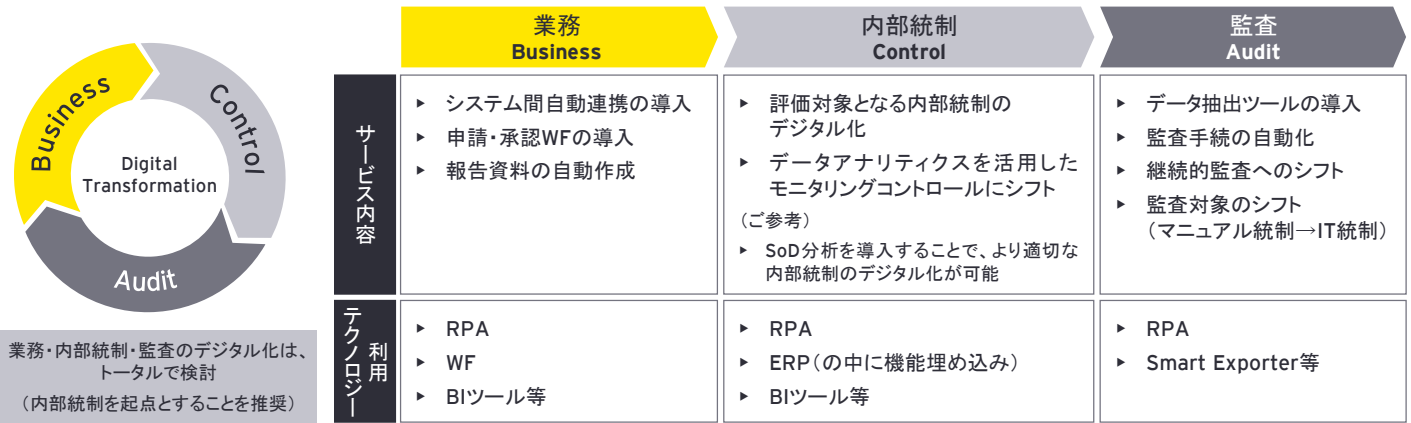 Business
Control
Digital
Transformation
Audit
業務・内部統制・監査のデジタル化は、
トータルで検討
（内部統制を起点とすることを推奨）
業務
Business
内部統制
Control
監査
Audit
サービス内容
▶ システム間自動連携の導入
▶ 申請・承認WFの導入
▶ 報告資料の自動作成
▶ 評価対象となる内部統制の
デジタル化
▶ データアナリティクスを活用した
モニタリングコントロールにシフト
（ご参考）
▶ SoD分析を導入することで、より適切な
内部統制のデジタル化が可能
▶ データ抽出ツールの導入
▶ 監査手続の自動化
▶ 継続的監査へのシフト
▶ 監査対象のシフト
（マニュアル統制→IT統制）
利用
テクノロジー
▶ RPA
▶ WF
▶ BIツール等
▶ RPA
▶ ERP（の中に機能埋め込み）
▶ BIツール等
▶ RPA
▶ Smart Exporter等